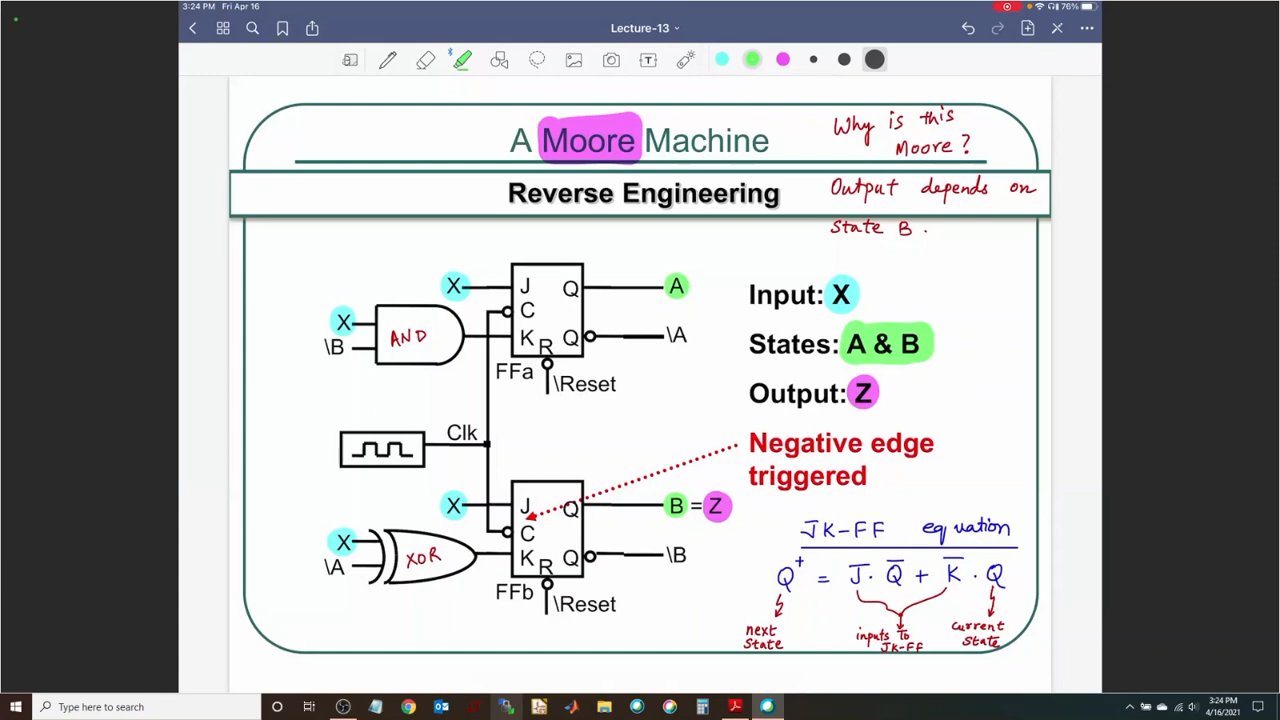 3:24 PM Fri Apr 16
76%
Lecture-13
A Moore Machine
Why is this
Moore?
Reverse Engineering
Output depends on
State B.
X
J
Q
A
C
X
AND
\B
K
Q
\A
R
FFa
\Reset
Clk
X
J
Q
B = Z
C
X
XOR
\A
K
Q
\B
R
FFb
\Reset
Input: X
States: A & B
Output: Z
Negative edge
triggered
JK-FF equation
Q⁺ = J̅ · Q̅ + K̅ · Q
next
State
inputs To
JK-FF
Current
State
Type here to search
3:24 PM
4/16/2021